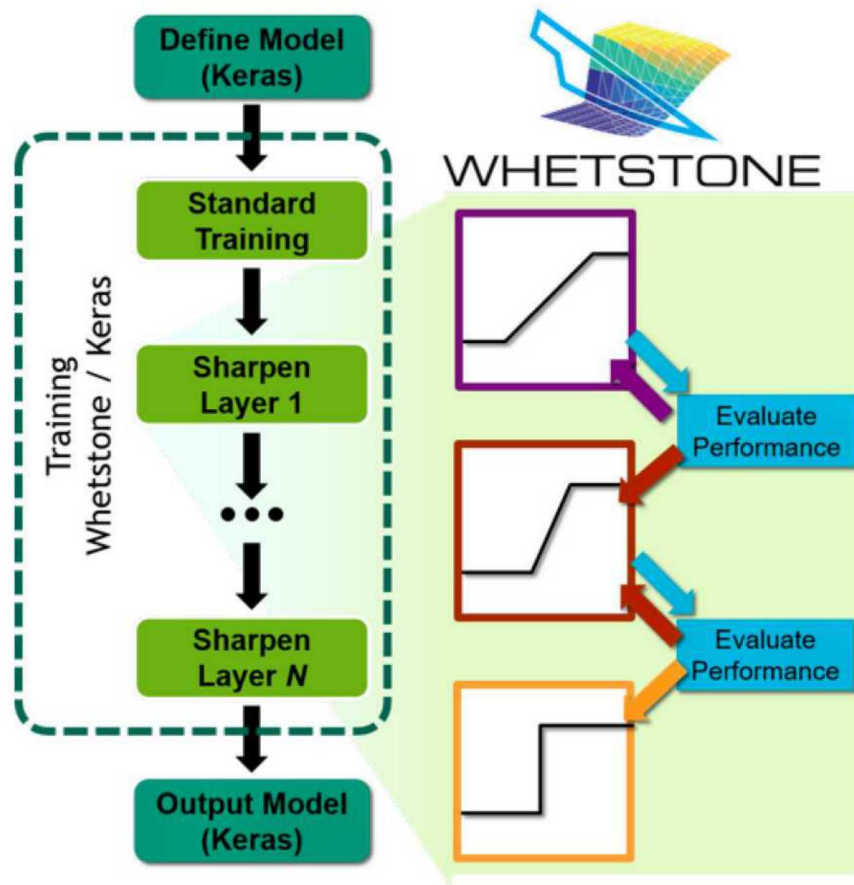 Define Model
(Keras)
WHETSTONE
Standard
Training
Sharpen
Layer 1
•••
Sharpen
Layer N
Training
Whetstone / Keras
Output Model
(Keras)
Evaluate
Performance
Evaluate
Performance